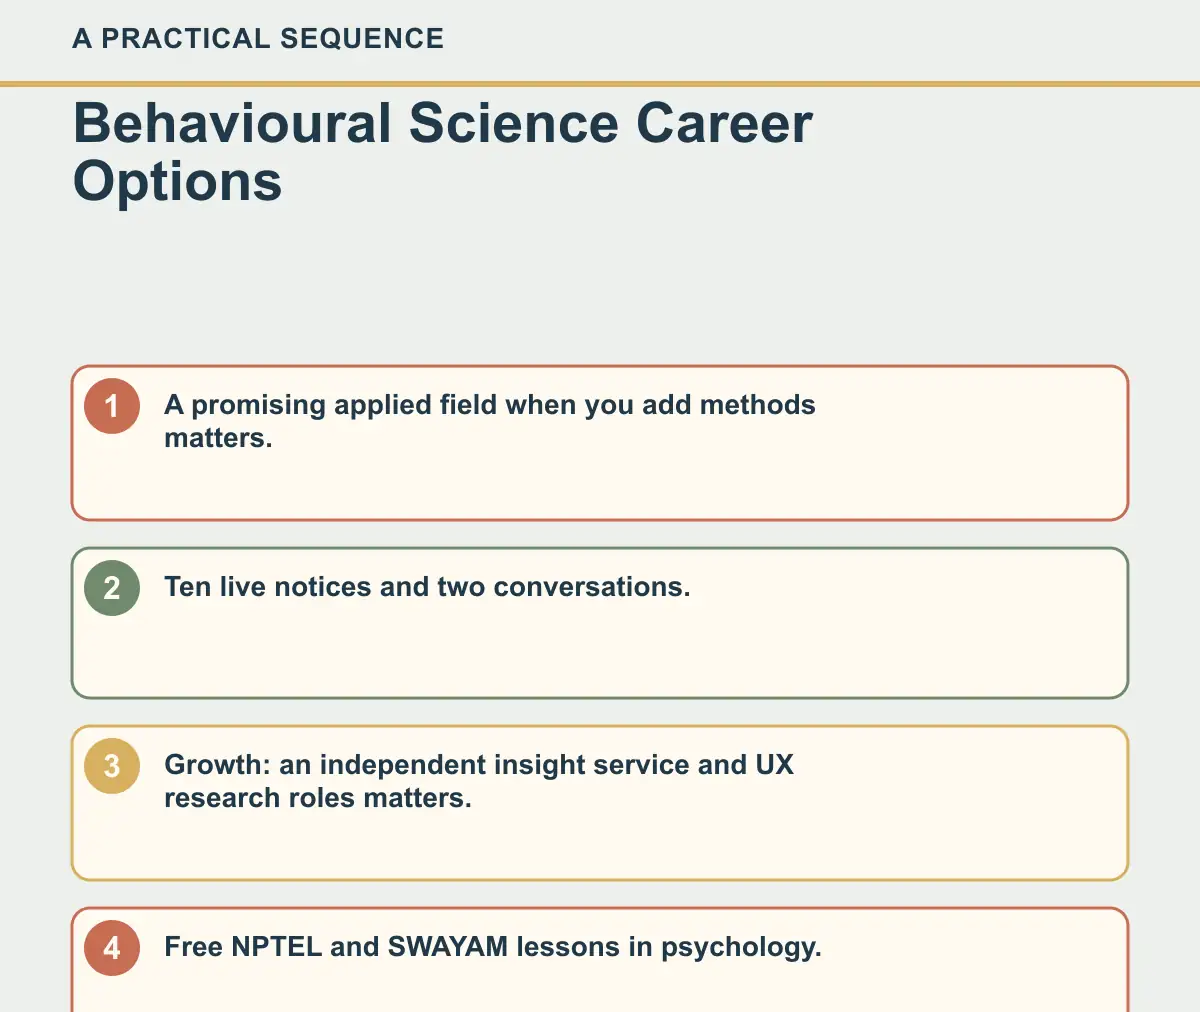 A PRACTICAL SEQUENCE
Behavioural Science Career
Options
1
A promising applied field when you add methods
matters.
2
Ten live notices and two conversations.
3
Growth: an independent insight service and UX
research roles matters.
4
Free NPTEL and SWAYAM lessons in psychology.